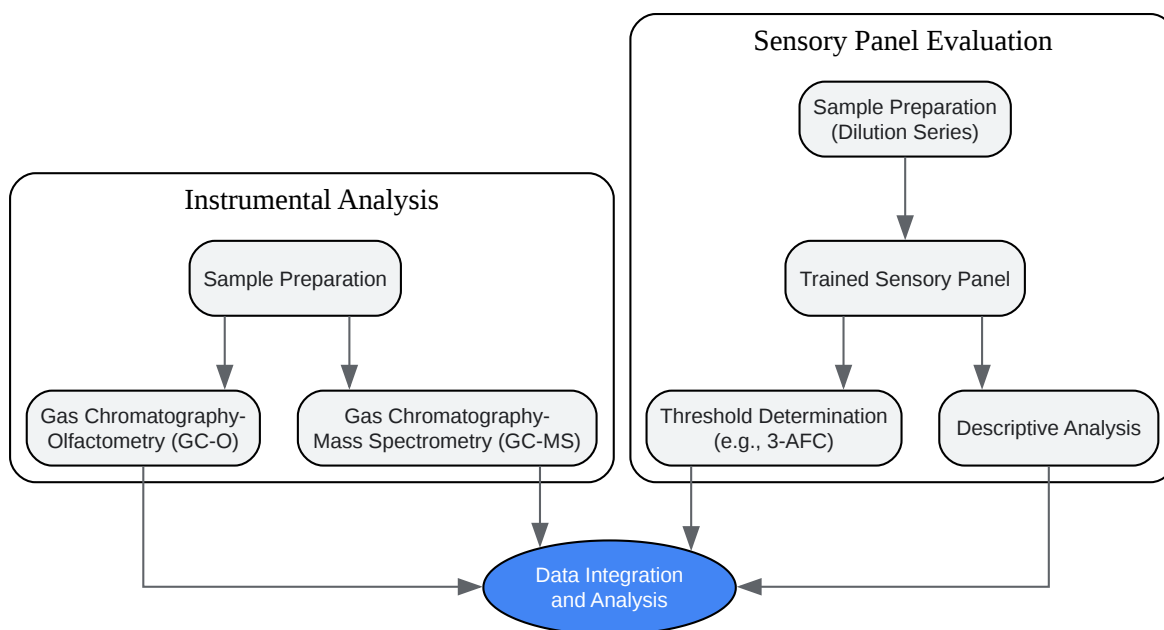 Instrumental Analysis
Sample Preparation
Gas Chromatography-
Olfactometry (GC-O)
Gas Chromatography-
Mass Spectrometry (GC-MS)
Sensory Panel Evaluation
Sample Preparation
(Dilution Series)
Trained Sensory Panel
Threshold Determination
(e.g., 3-AFC)
Descriptive Analysis
Data Integration
and Analysis